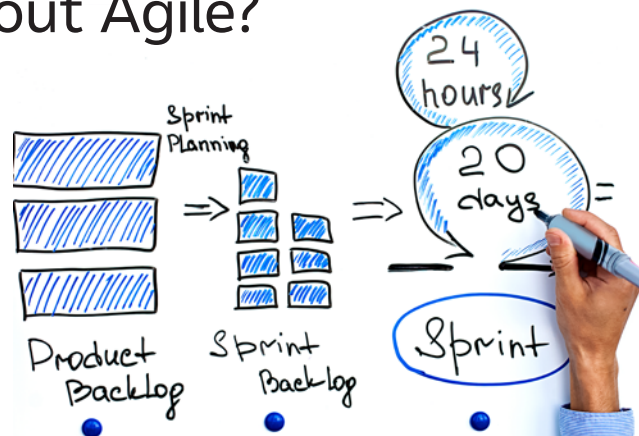 out Agile?
Sprint
Planning
24
hours
20
days
=
Product
Backlog
Sprint
Backlog
Sprint